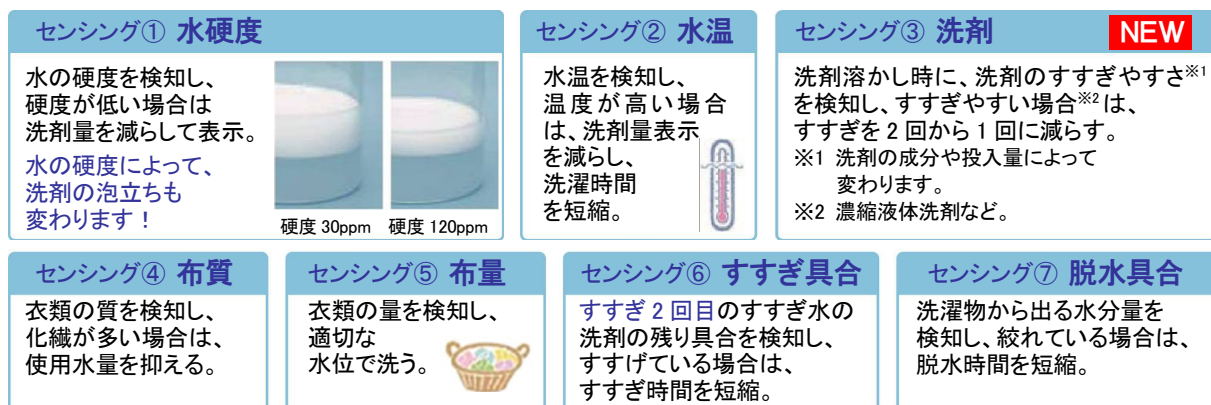 センシング① 水硬度
水の硬度を検知し、
硬度が低い場合は
洗剤量を減らして表示。
水の硬度によって、
洗剤の泡立ちも
変わります！
硬度 30ppm 硬度 120ppm
センシング② 水温
水温を検知し、
温度が高い場合
は、洗剤量表示
を減らし、
洗濯時間
を短縮。
センシング③ 洗剤 NEW
洗剤溶かし時に、洗剤のすすぎやすさ※1
を検知し、すすぎやすい場合※2は、
すすぎを 2 回から 1 回に減らす。
※1 洗剤の成分や投入量によって
変わります。
※2 濃縮液体洗剤など。
センシング④ 布質
衣類の質を検知し、
化繊が多い場合は、
使用水量を抑える。
センシング⑤ 布量
衣類の量を検知し、
適切な
水位で洗う。
センシング⑥ すすぎ具合
すすぎ 2 回目のすすぎ水の
洗剤の残り具合を検知し、
すすげている場合は、
すすぎ時間を短縮。
センシング⑦ 脱水具合
洗濯物から出る水分量を
検知し、絞れている場合は、
脱水時間を短縮。